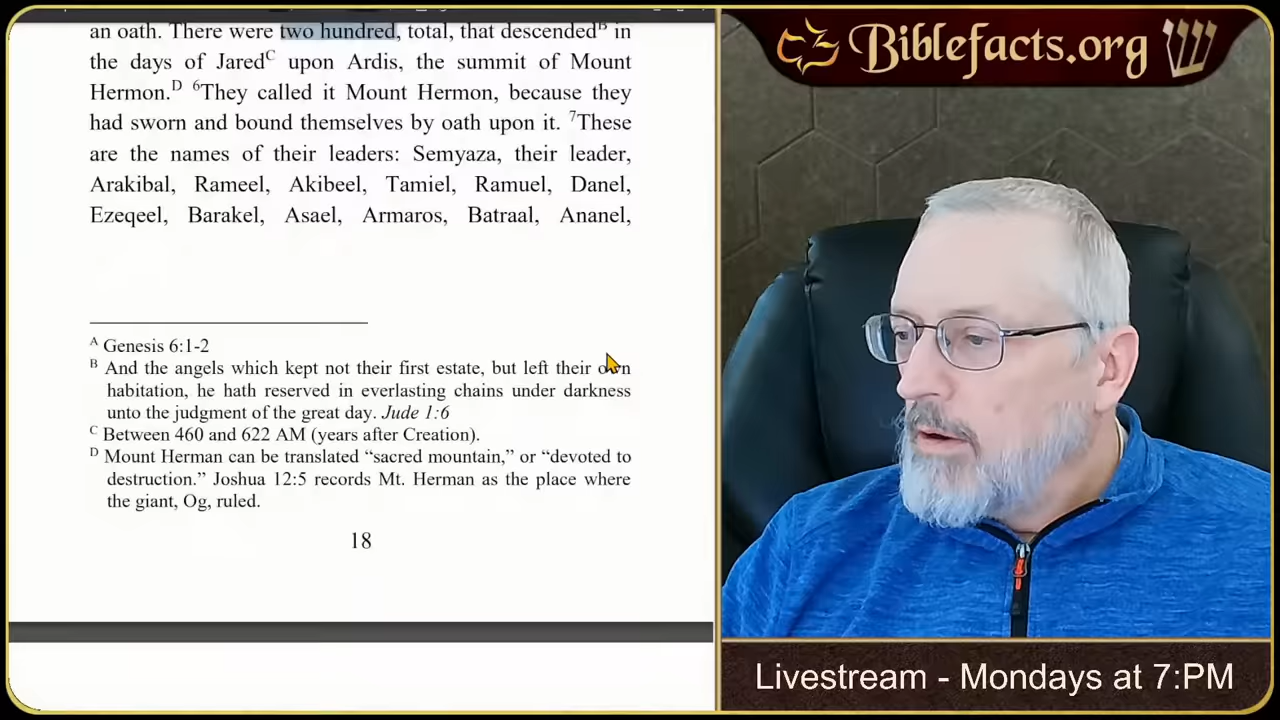 an oath. There were two hundred, total, that descendedB in
the days of JaredC upon Ardis, the summit of Mount
Hermon.D 6They called it Mount Hermon, because they
had sworn and bound themselves by oath upon it. 7These
are the names of their leaders: Semyaza, their leader,
Arakibal, Rameel, Akibeel, Tamiel, Ramuel, Danel,
Ezeqeel, Barakel, Asael, Armaros, Batraal, Ananel,
A Genesis 6:1-2
B And the angels which kept not their first estate, but left their own
habitation, he hath reserved in everlasting chains under darkness
unto the judgment of the great day. Jude 1:6
C Between 460 and 622 AM (years after Creation).
D Mount Herman can be translated “sacred mountain,” or “devoted to
destruction.” Joshua 12:5 records Mt. Herman as the place where
the giant, Og, ruled.
18
Biblefacts.org
Livestream - Mondays at 7:PM